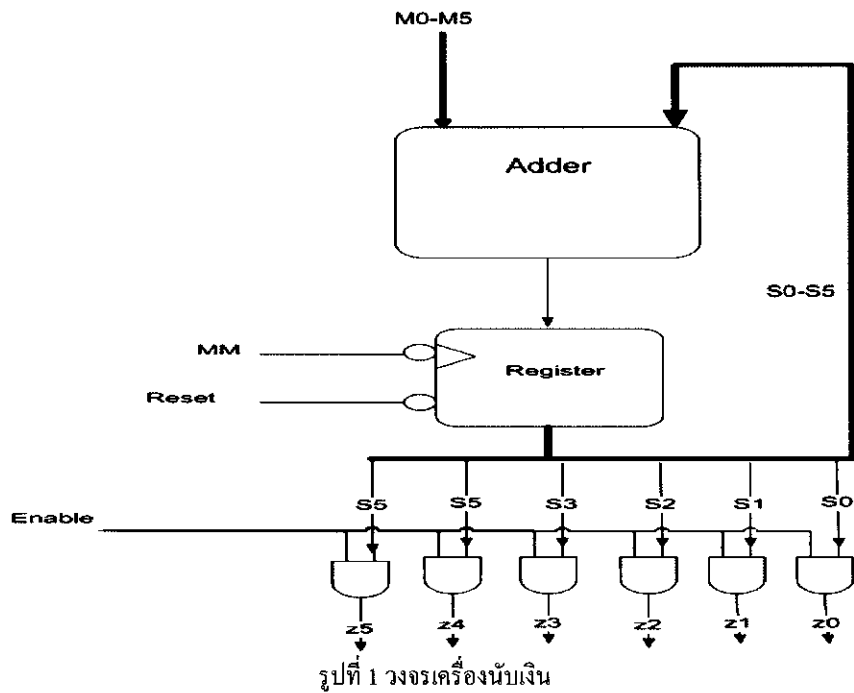 M0-M5
Adder
S0-S5
MM
Register
Reset
S5 S5 S3 S2 S1 S0
Enable
z5 z4 z3 z2 z1 z0
รูปที่ 1 วงจรเครื่องนับเงิน